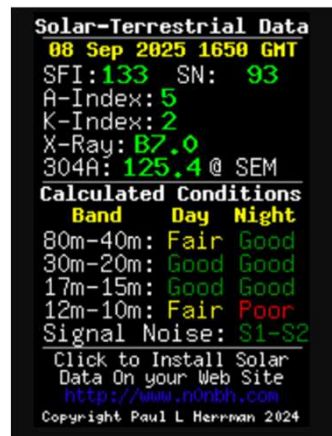 Solar-Terrestrial Data
08 Sep 2025 1650 GMT
SFI:133 SN: 93
A-Index:5
K-Index:2
X-Ray:B7.0
304A:125.4@ SEM
Calculated Conditions
Band Day Night
80m-40m: Fair Good
30m-20m: Good Good
17m-15m: Good Good
12m-10m: Fair Poor
Signal Noise: S1-S2
Click to Install Solar
Data On your Web Site
http://www.n0nbh.com
Copyright Paul L Herrman 2024